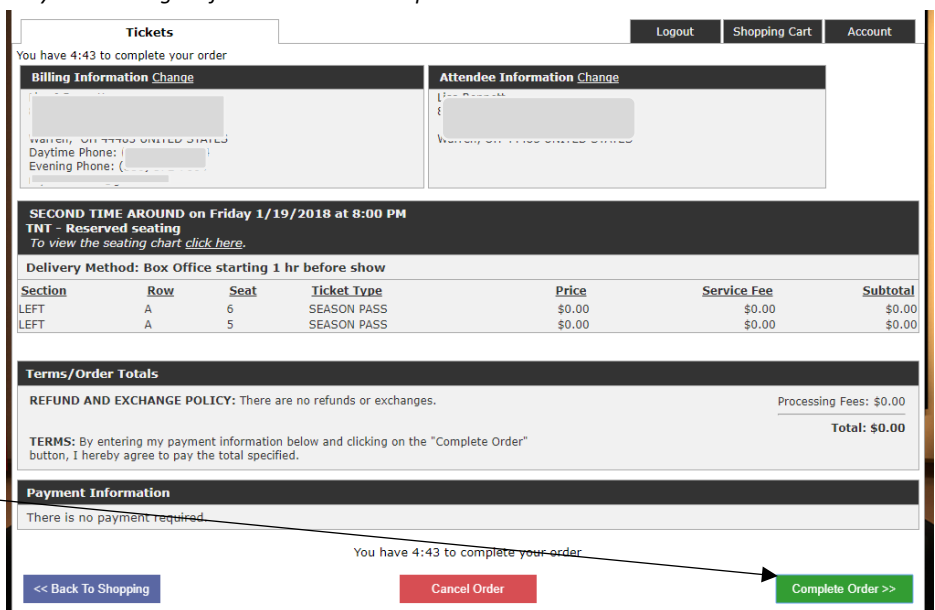 Tickets
Logout
Shopping Cart
Account
You have 4:43 to complete your order
Billing Information Change
Attendee Information Change
UNITED STATES
Daytime Phone: (
Evening Phone: (
SECOND TIME AROUND on Friday 1/19/2018 at 8:00 PM
TNT - Reserved seating
To view the seating chart click here.
Delivery Method: Box Office starting 1 hr before show
Section Row Seat Ticket Type Price Service Fee Subtotal
LEFT A 6 SEASON PASS $0.00 $0.00 $0.00
LEFT A 5 SEASON PASS $0.00 $0.00 $0.00
Terms/Order Totals
REFUND AND EXCHANGE POLICY: There are no refunds or exchanges.
Processing Fees: $0.00
Total: $0.00
TERMS: By entering my payment information below and clicking on the "Complete Order"
button, I hereby agree to pay the total specified.
Payment Information
There is no payment required.
You have 4:43 to complete your order
<< Back To Shopping
Cancel Order
Complete Order >>